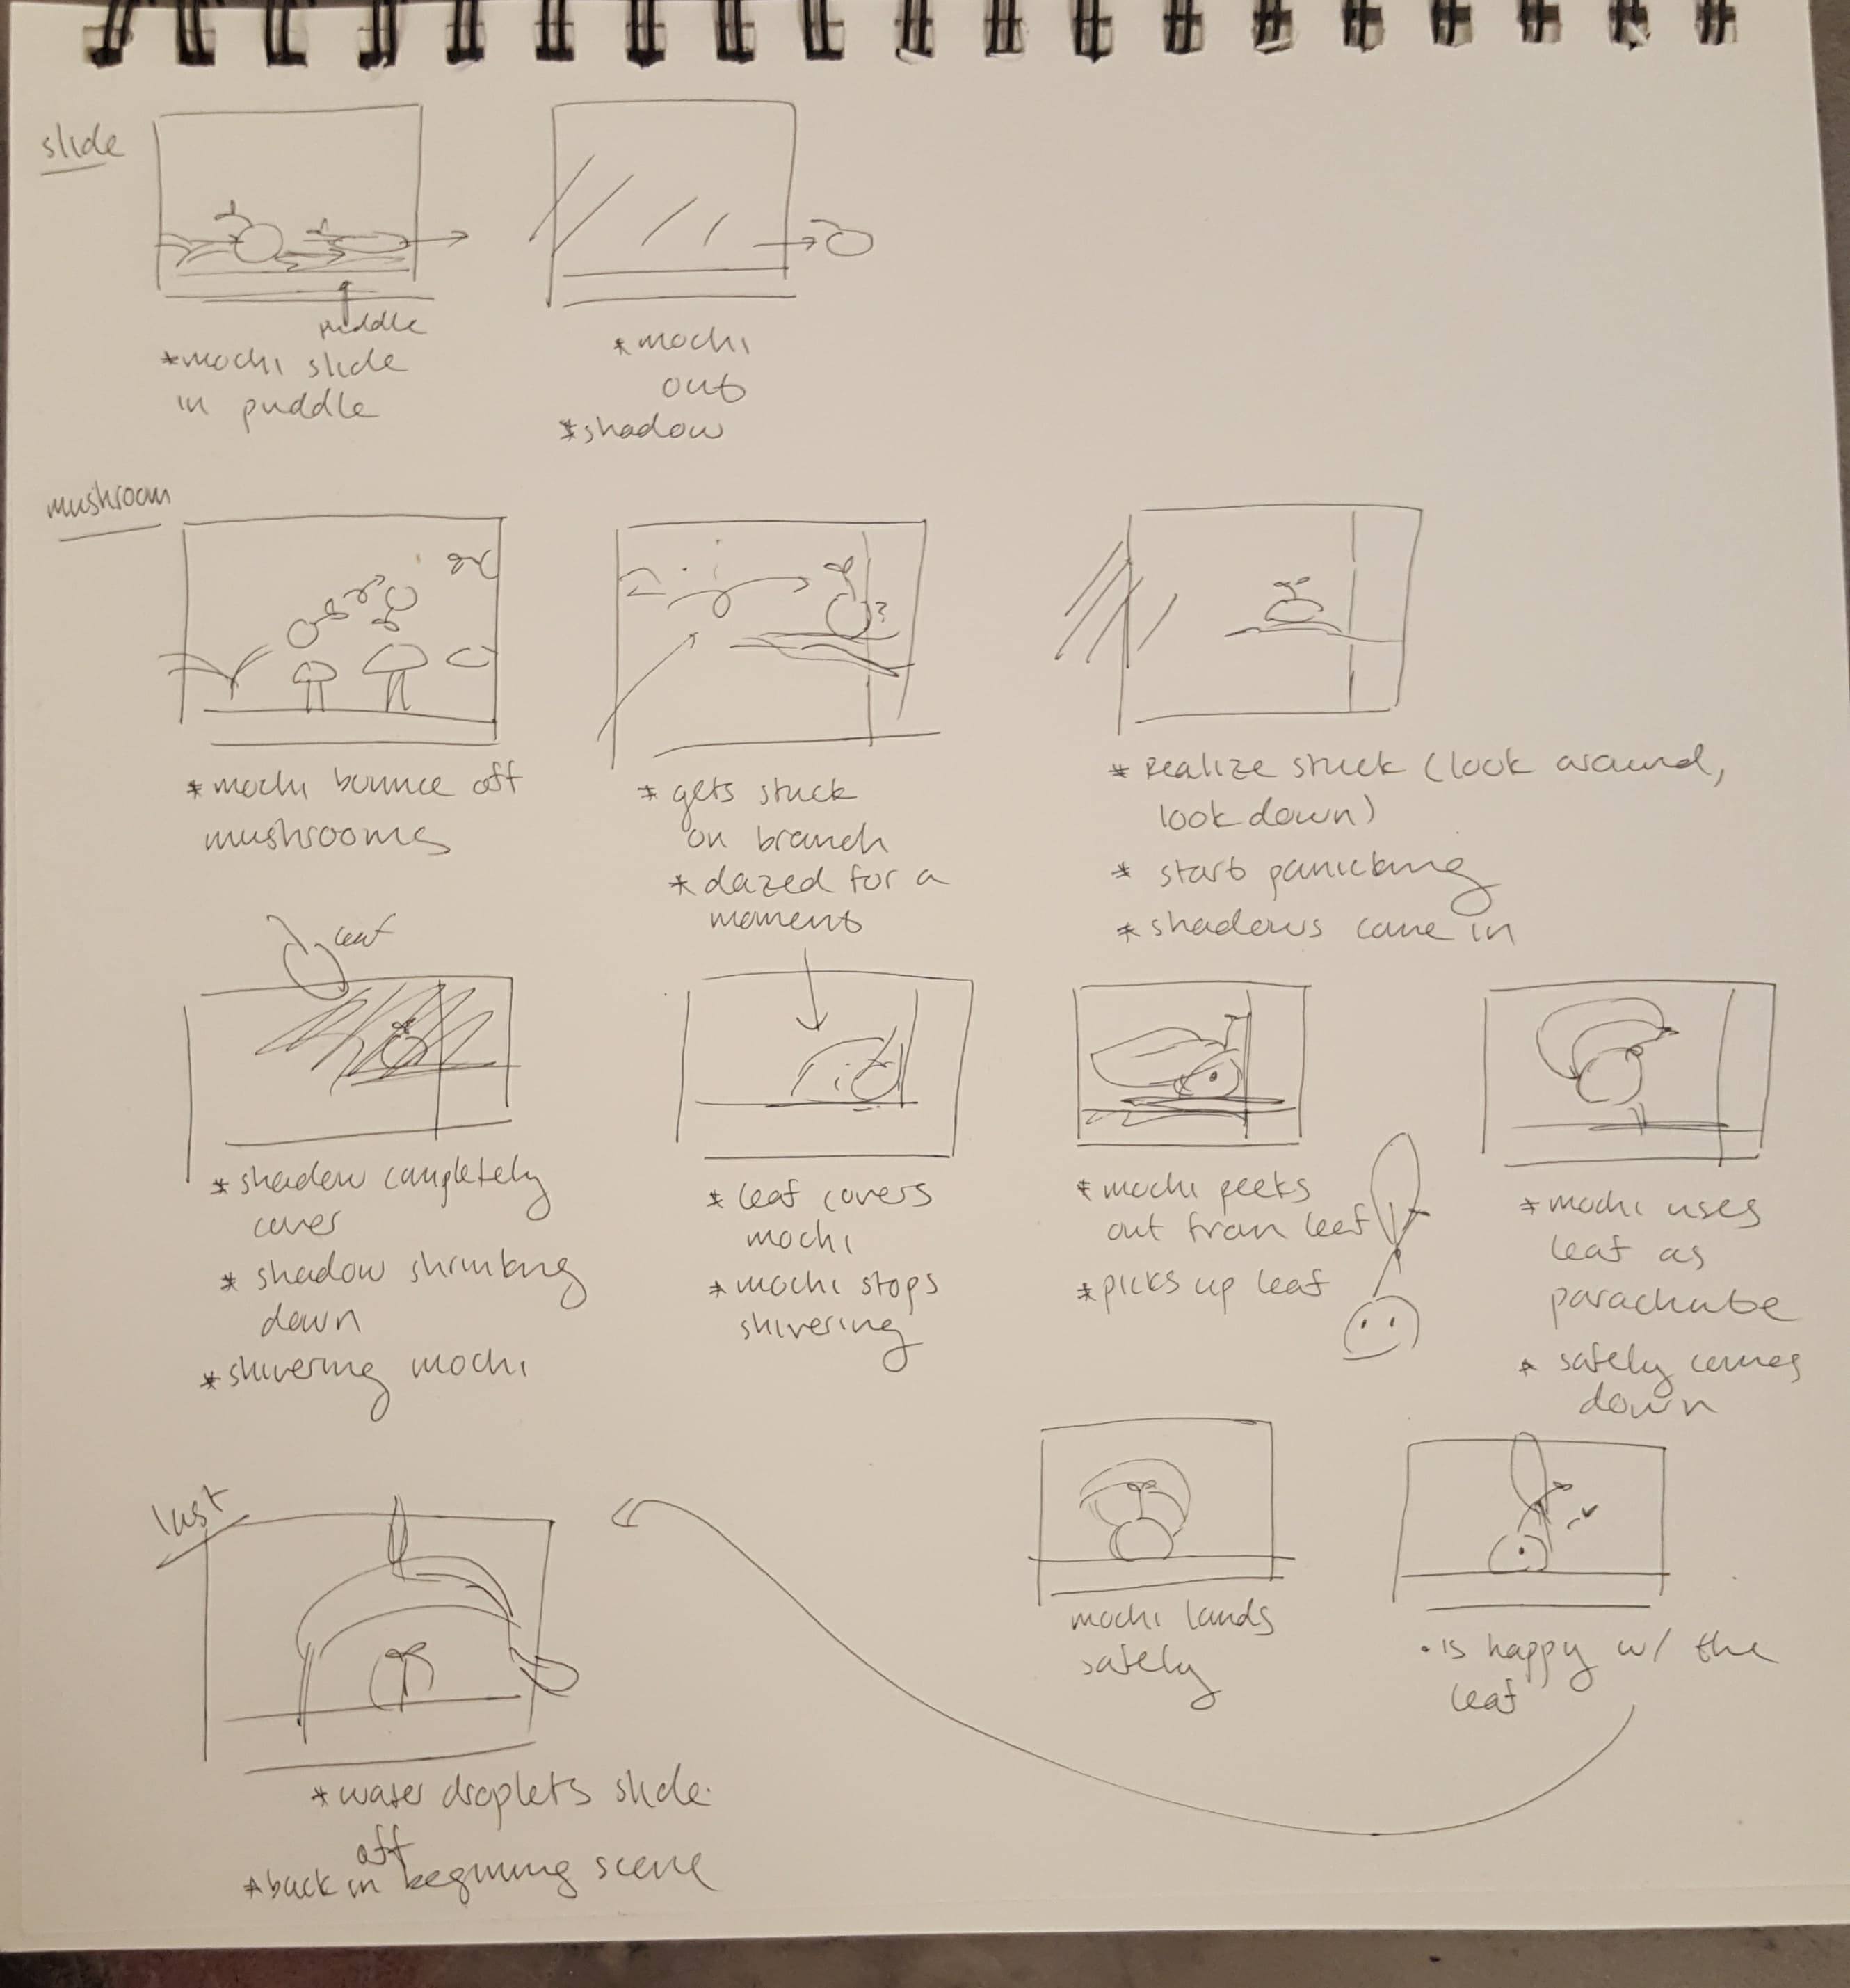 slide
puddle
*mochi slide
in puddle
*mochi
out
*shadow
mushroom
*mochi bounce off
mushrooms
*gets stuck
on branch
*dazed for a
moment
*Realize stuck (look around,
look down)
* start panicking
*shadows come in
leaf
*shadow completely
cover
* shadow shrinking
down
*shivering mochi
*leaf covers
mochi
*mochi stops
shivering
*mochi peeks
out from leaf
*picks up leaf
*mochi uses
leaf as
parachute
* safely comes
down
mochi lands
safely
•is happy w/ the
leaf
last
*water droplets slide
off
*back in beginning scene